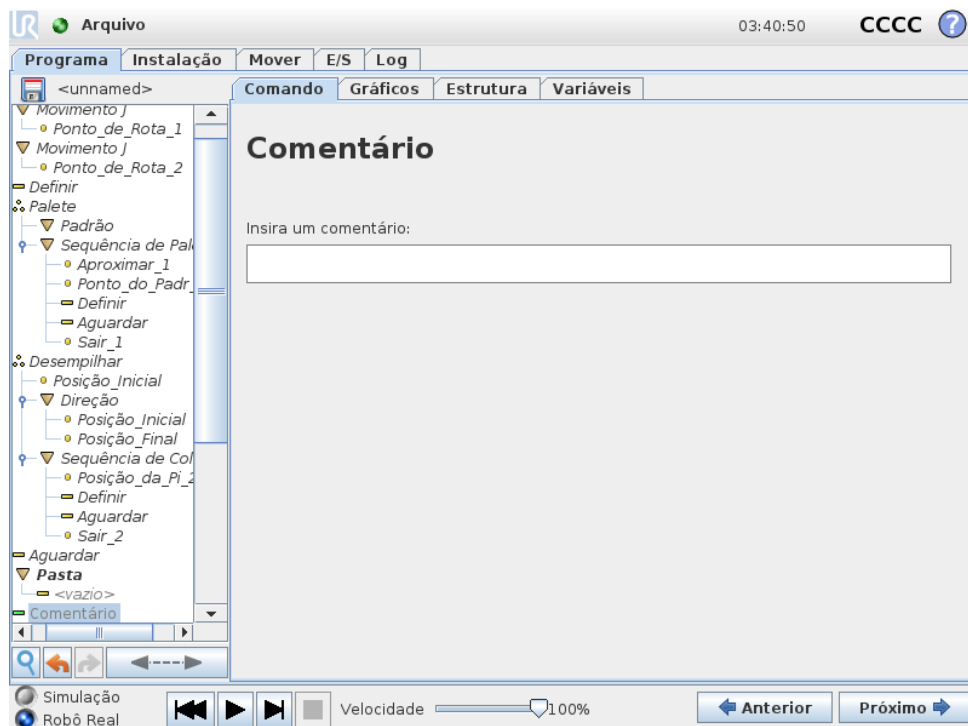 UR Arquivo 03:40:50 CCCC ?
Programa Instalação Mover E/S Log
<unnamed> Comando Gráficos Estrutura Variáveis
Movimento J
Ponto_de_Rota_1
Movimento J
Ponto_de_Rota_2
Definir
Palete
Padrão
Sequência de Pal
Aproximar_1
Ponto_do_Padr_
Definir
Aguardar
Sair_1
Desempilhar
Posição_Inicial
Direção
Posição_Inicial
Posição_Final
Sequência de Col
Posição_da_Pi_2
Definir
Aguardar
Sair_2
Aguardar
Pasta
<vazio>
Comentário
Comentário
Insira um comentário:
Simulação
Robô Real
Velocidade 100%
Anterior Próximo